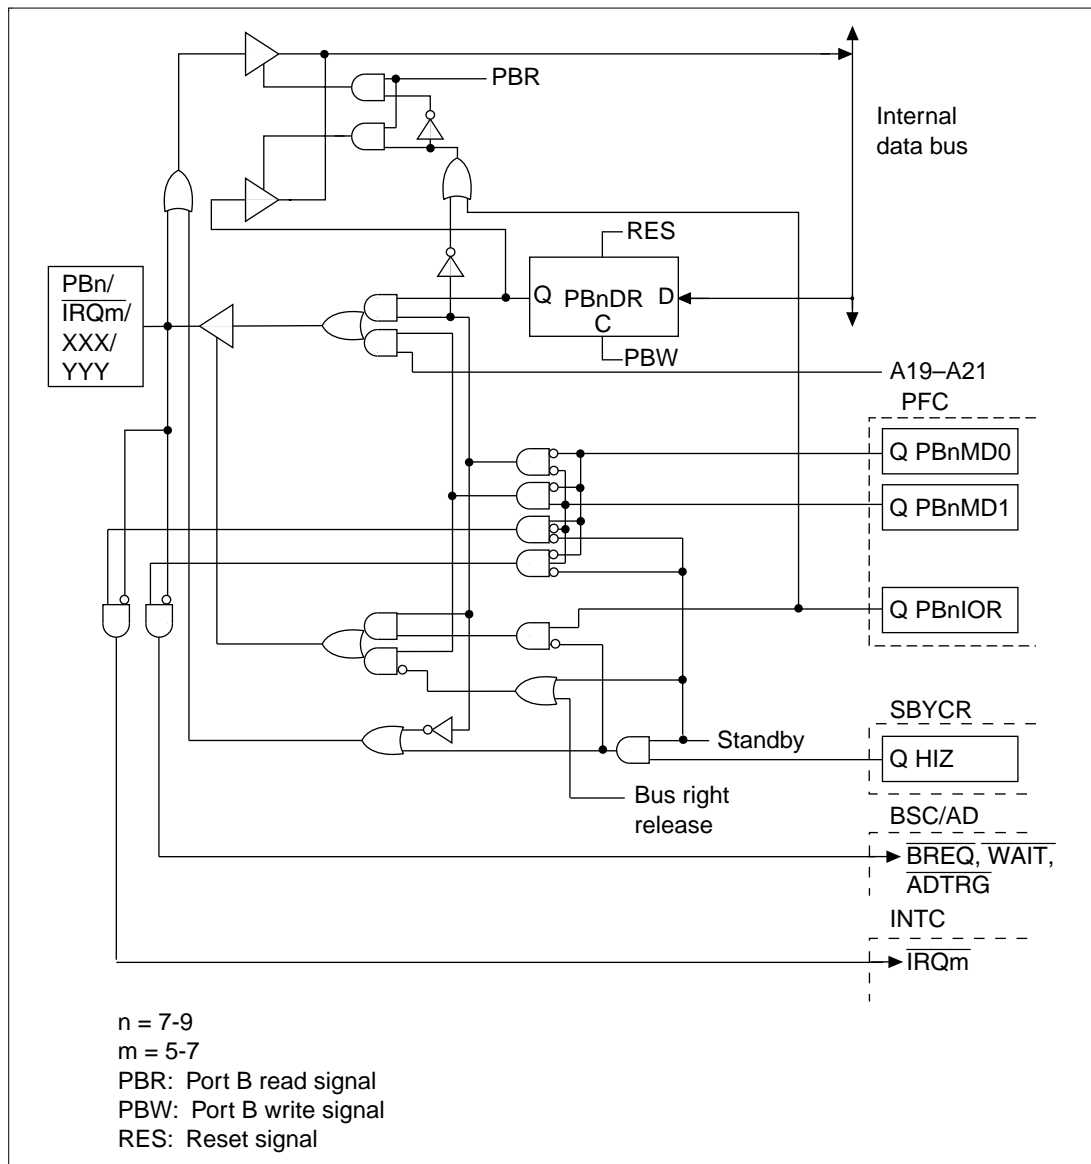 PBR
Internal
data bus
RES
Q PBnDR D
C
PBW
PBn/
IRQm/
XXX/
YYY
A19–A21
PFC
Q PBnMD0
Q PBnMD1
Q PBnIOR
SBYCR
Standby
Q HIZ
Bus right
release
BSC/AD
BREQ, WAIT,
ADTRG
INTC
IRQm
n = 7-9
m = 5-7
PBR: Port B read signal
PBW: Port B write signal
RES: Reset signal